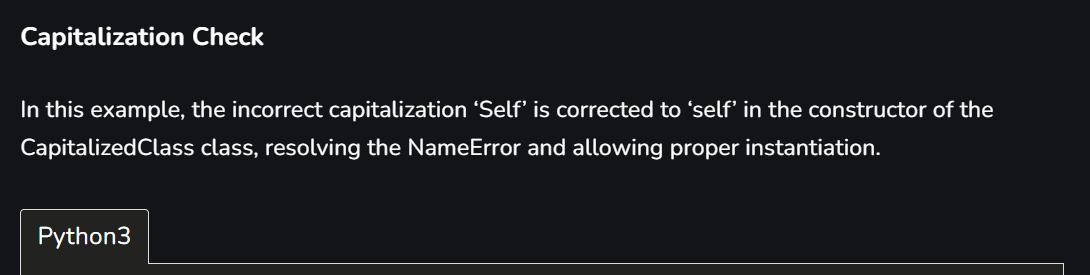 Capitalization Check
In this example, the incorrect capitalization ‘Self’ is corrected to ‘self’ in the constructor of the
CapitalizedClass class, resolving the NameError and allowing proper instantiation.
Python3